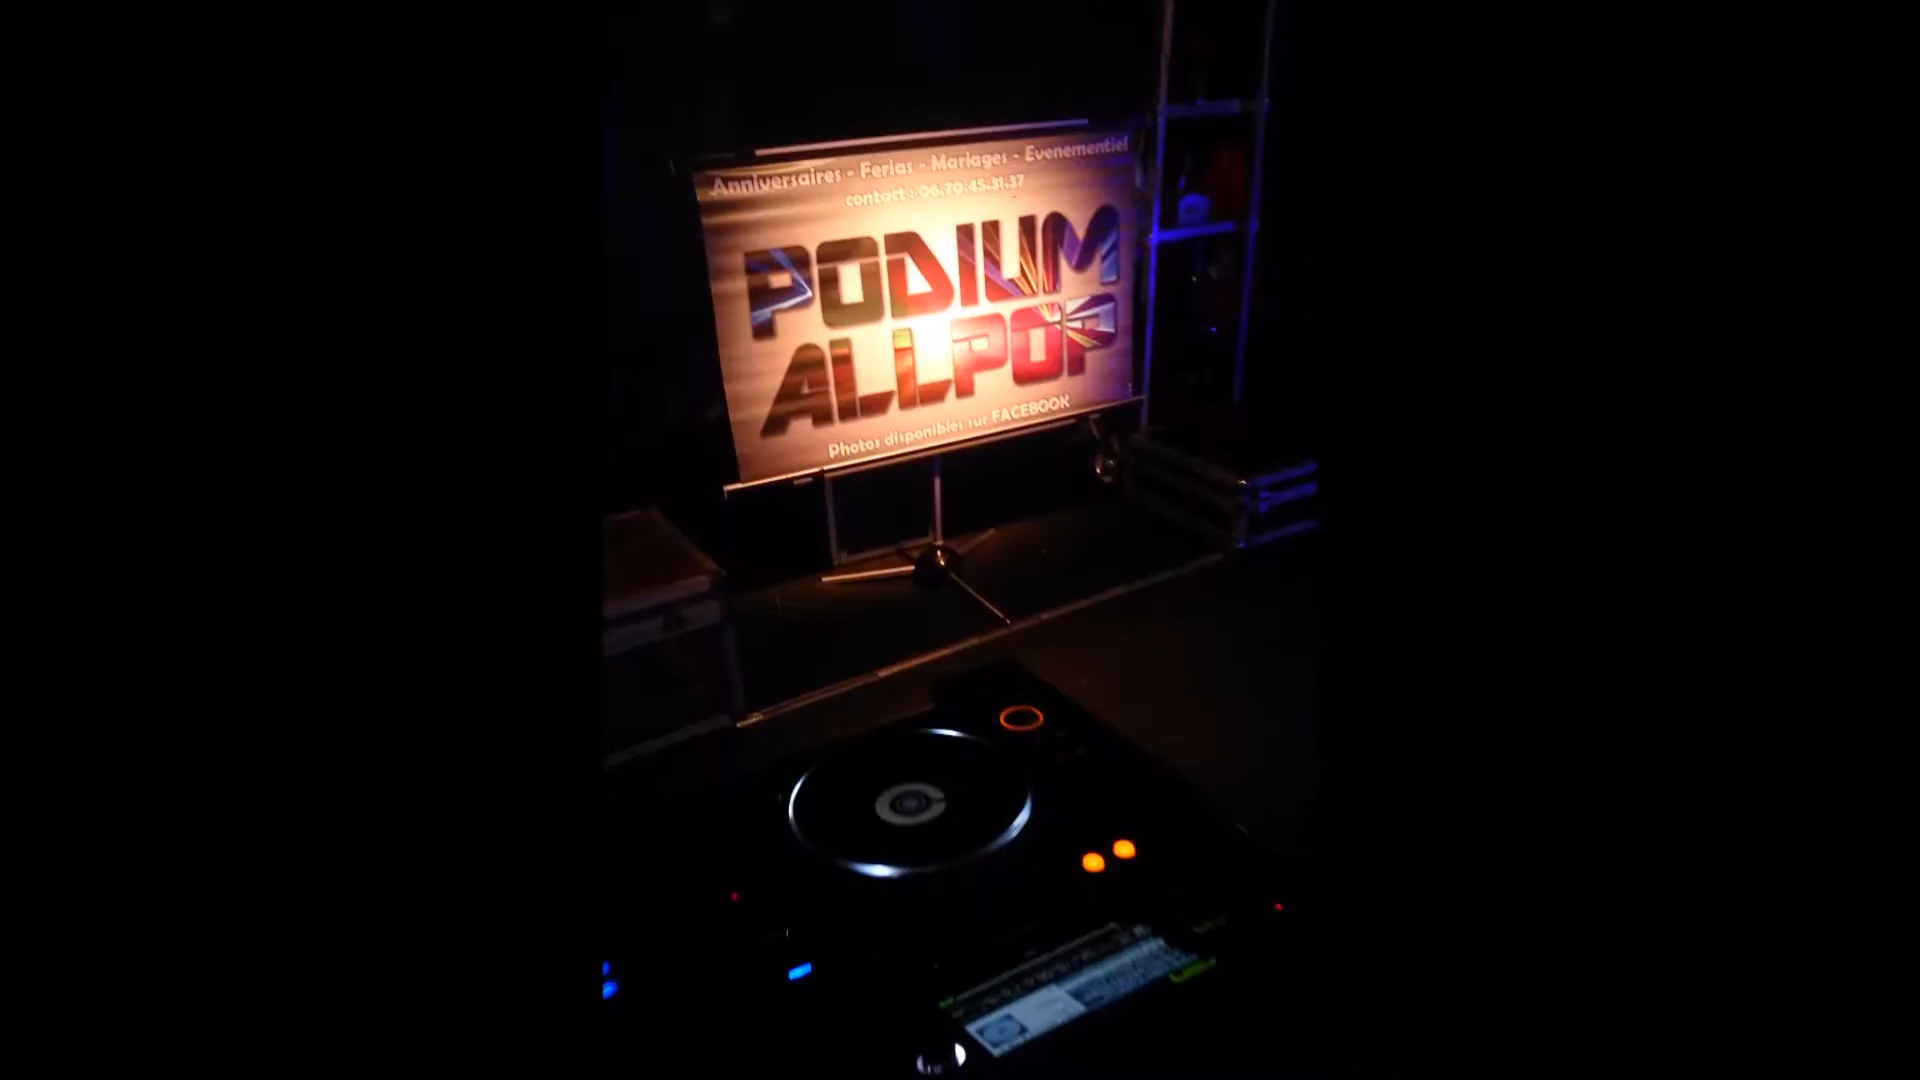 Anniversaires - Ferias - Mariages - Evenementiel
contact : 06.70.45.31.37
PODIUM
ALLPOP
Photos disponibles sur FACEBOOK